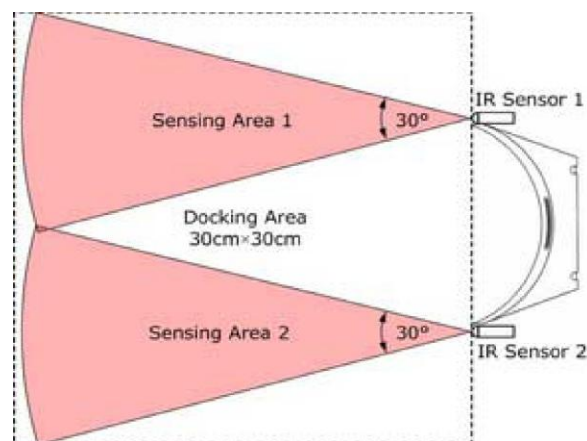 IR Sensor 1
Sensing Area 1
30°
Docking Area
30cm×30cm
Sensing Area 2
30°
IR Sensor 2